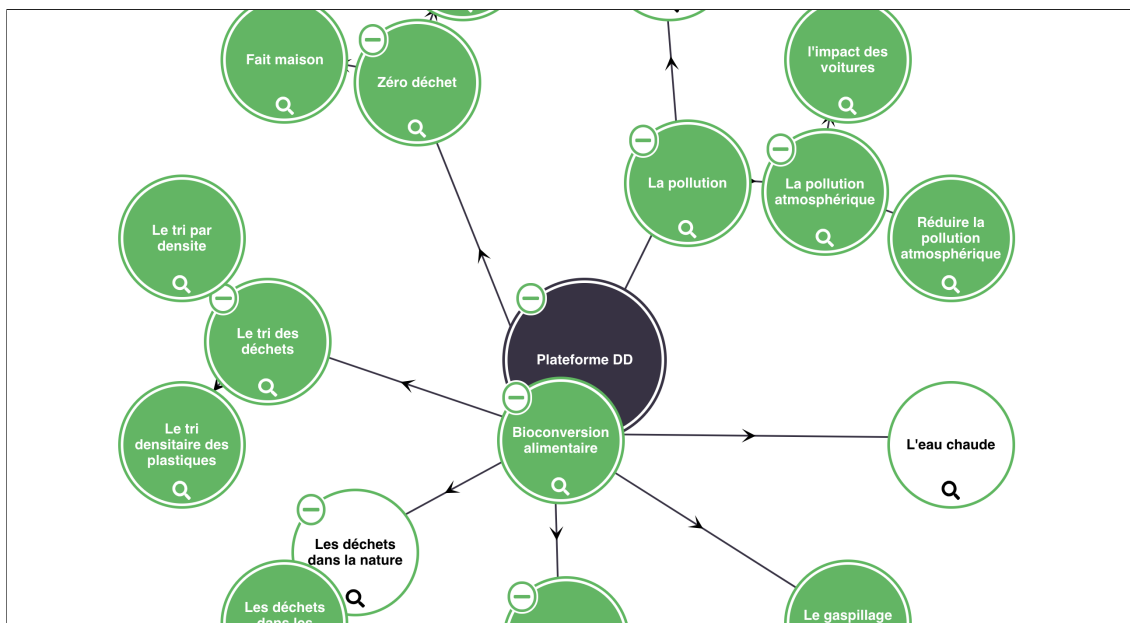 Fait maison
Zéro déchet
l'impact des
voitures
La pollution
La pollution
atmosphérique
Réduire la
pollution
atmosphérique
Le tri par
densite
Le tri des
déchets
Plateforme DD
Le tri
densitaire des
plastiques
Bioconversion
alimentaire
L'eau chaude
Les déchets
dans la nature
Les déchets
dans les
Le gaspillage